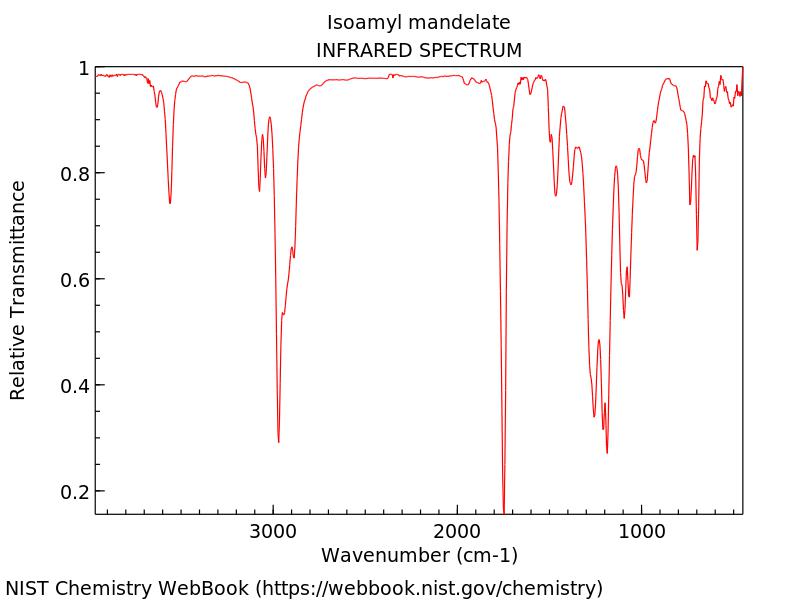 Isoamyl mandelate
INFRARED SPECTRUM
1
0.8
0.6
0.4
0.2
Relative Transmittance
3000 2000 1000
Wavenumber (cm-1)
NIST Chemistry WebBook (https://webbook.nist.gov/chemistry)